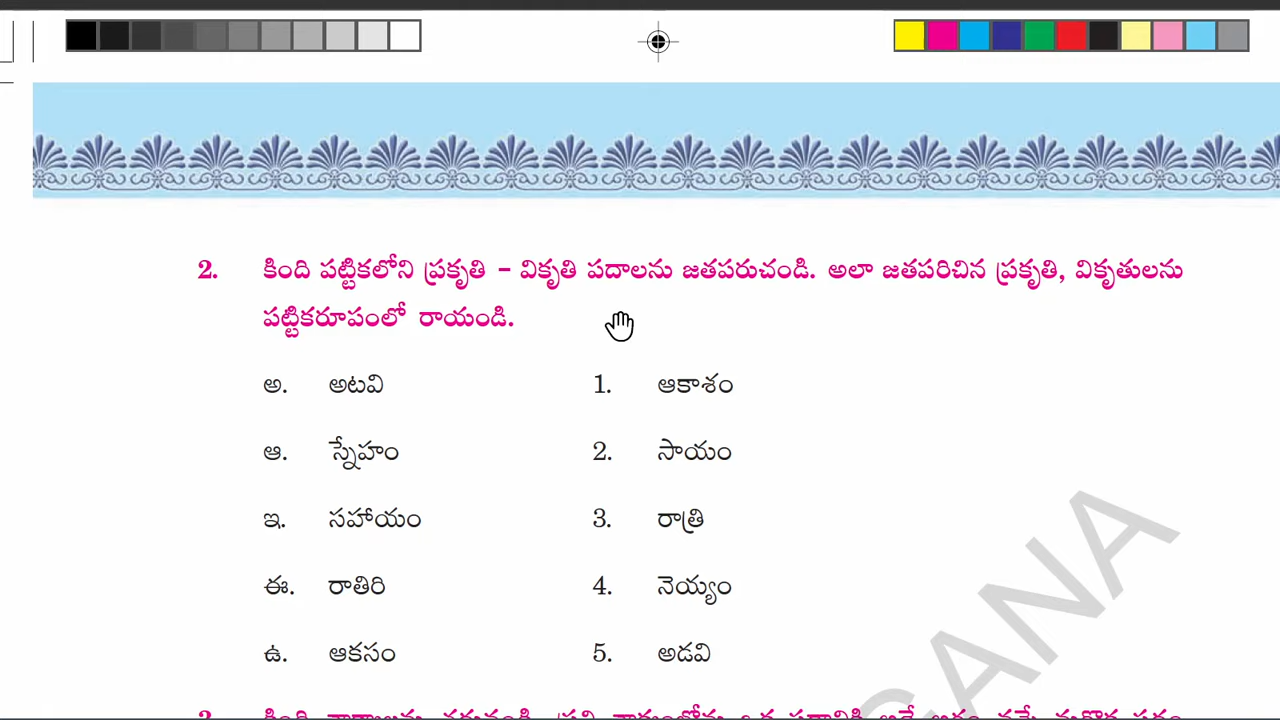 2. కింది పట్టికలోని ప్రకృతి - వికృతి పదాలను జతపరుచండి. అలా జతపరిచిన ప్రకృతి, వికృతులను
పట్టికరూపంలో రాయండి.
అ. అటవి 1. ఆకాశం
ఆ. స్నేహం 2. సాయం
ఇ. సహాయం 3. రాత్రి
ఈ. రాతిరి 4. నెయ్యం
ఉ. ఆకసం 5. అడవి